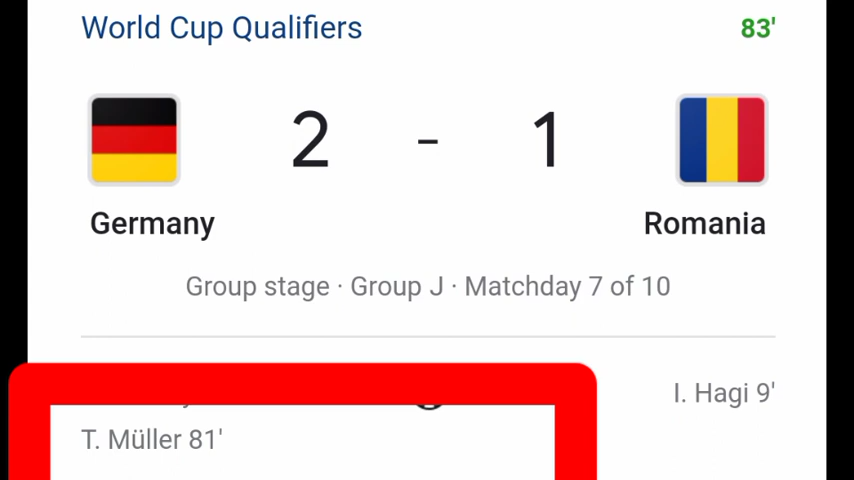 World Cup Qualifiers 83'
2 - 1
Germany Romania
Group stage · Group J · Matchday 7 of 10
I. Hagi 9'
T. Müller 81'